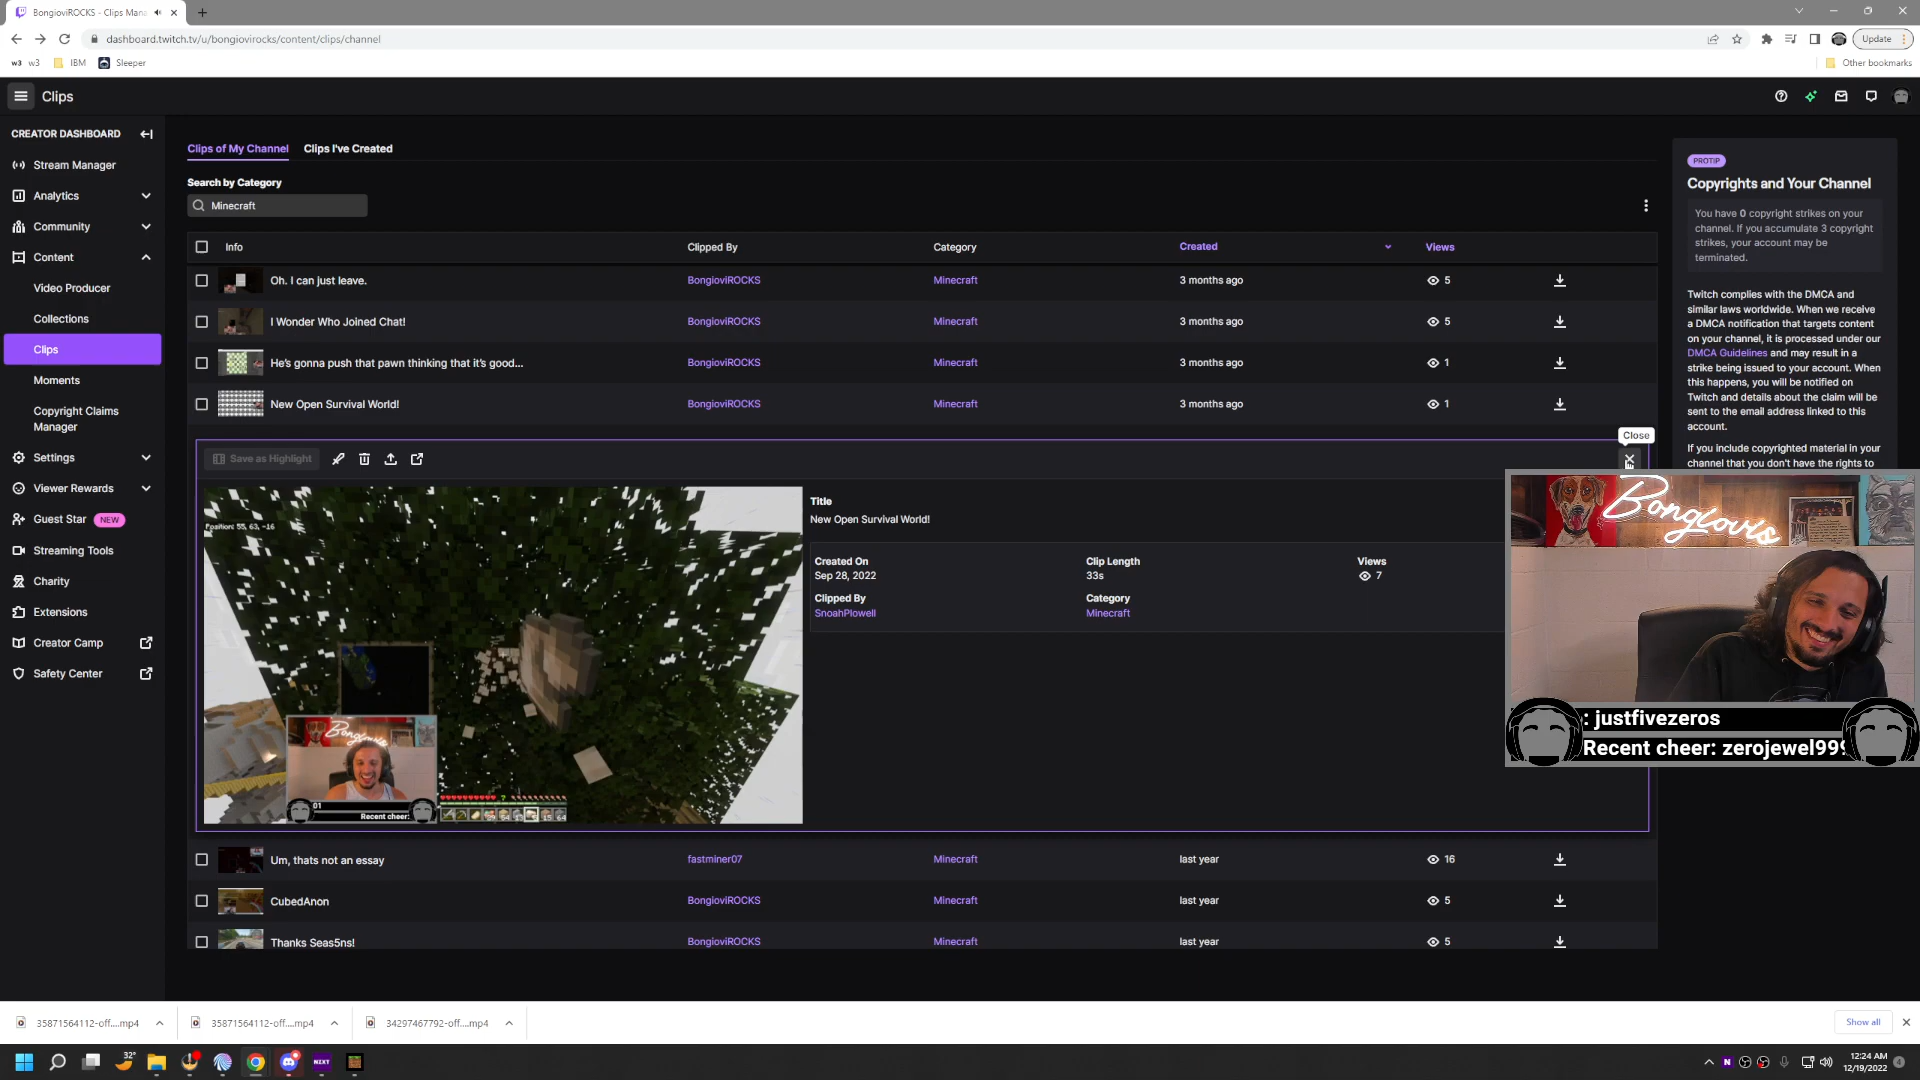 BongioviROCKS - Clips Mana
dashboard.twitch.tv/u/bongiovirocks/content/clips/channel
Update
w3 w3 IBM Sleeper
Other bookmarks
Clips
CREATOR DASHBOARD
Stream Manager
Analytics
Community
Content
Video Producer
Collections
Clips
Moments
Copyright Claims
Manager
Settings
Viewer Rewards
Guest Star NEW
Streaming Tools
Charity
Extensions
Creator Camp
Safety Center
Clips of My Channel Clips I've Created
Search by Category
Minecraft
Info Clipped By Category Created Views
Oh. I can just leave. BongioviROCKS Minecraft 3 months ago 5
I Wonder Who Joined Chat! BongioviROCKS Minecraft 3 months ago 5
He's gonna push that pawn thinking that it's good... BongioviROCKS Minecraft 3 months ago 1
New Open Survival World! BongioviROCKS Minecraft 3 months ago 1
Close
Save as Highlight
Position: 55, 63, -16
Bongiovi
01
Recent cheer:
Title
New Open Survival World!
Created On Clip Length Views
Sep 28, 2022 33s 7
Clipped By Category
SnoahPlowell Minecraft
Um, thats not an essay fastminer07 Minecraft last year 16
CubedAnon BongioviROCKS Minecraft last year 5
Thanks Seas5ns! BongioviROCKS Minecraft last year 5
PROTIP
Copyrights and Your Channel
You have 0 copyright strikes on your
channel. If you accumulate 3 copyright
strikes, your account may be
terminated.
Twitch complies with the DMCA and
similar laws worldwide. When we receive
a DMCA notification that targets content
on your channel, it is processed under our
DMCA Guidelines and may result in a
strike being issued to your account. When
this happens, you will be notified on
Twitch and details about the claim will be
sent to the email address linked to this
account.
If you include copyrighted material in your
channel that you don't have the rights to
Bongiovis
: justfivezeros
Recent cheer: zerojewel999
35871564112-off....mp4 35871564112-off....mp4 34297467792-off....mp4
Show all
32°
NZXT
N
12:24 AM
12/19/2022
4